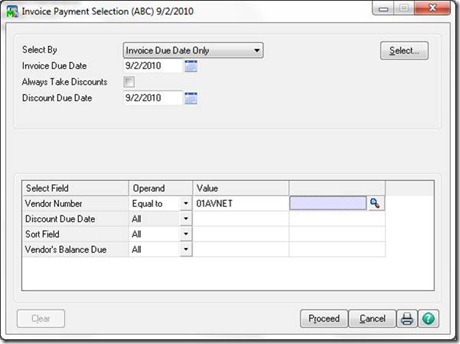 Invoice Payment Selection (ABC) 9/2/2010
Select By Invoice Due Date Only Select...
Invoice Due Date 9/2/2010
Always Take Discounts
Discount Due Date 9/2/2010
Select Field Operand Value
Vendor Number Equal to 01AVNET
Discount Due Date All
Sort Field All
Vendor's Balance Due All
Clear Proceed Cancel